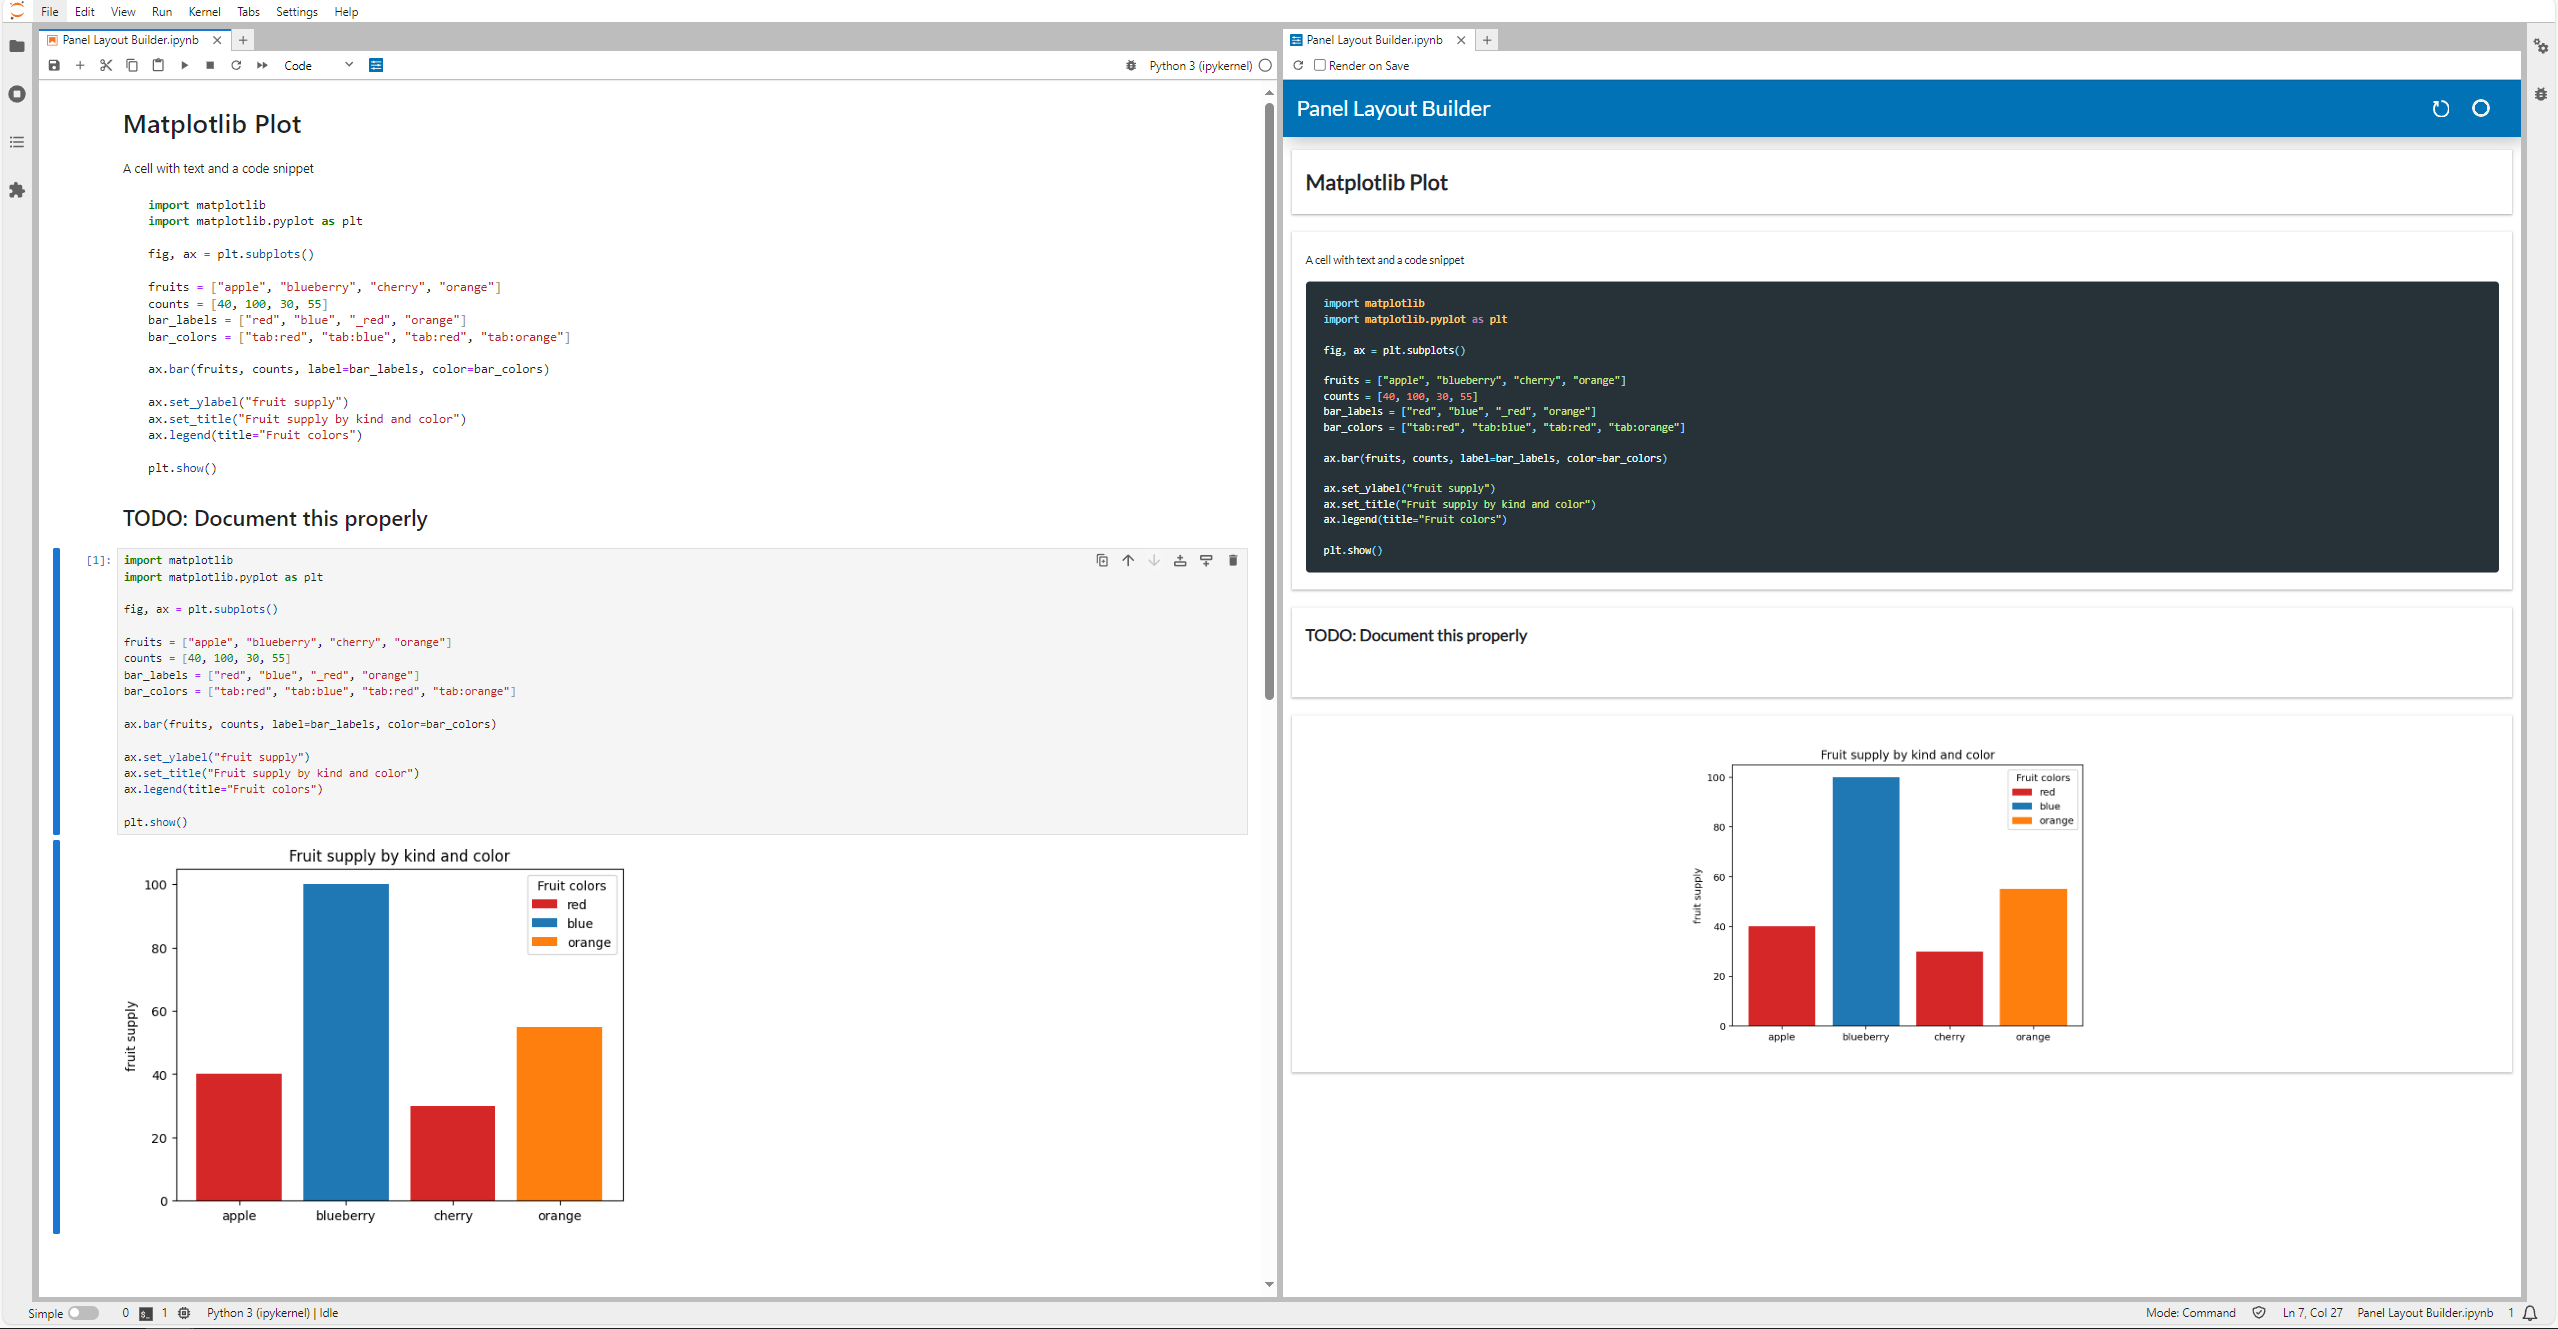 File Edit View Run Kernel Tabs Settings Help
Panel Layout Builder.ipynb
Code
Python 3 (ipykernel)
Matplotlib Plot
A cell with text and a code snippet
import matplotlib
import matplotlib.pyplot as plt
fig, ax = plt.subplots()
fruits = ["apple", "blueberry", "cherry", "orange"]
counts = [40, 100, 30, 55]
bar_labels = ["red", "blue", "_red", "orange"]
bar_colors = ["tab:red", "tab:blue", "tab:red", "tab:orange"]
ax.bar(fruits, counts, label=bar_labels, color=bar_colors)
ax.set_ylabel("fruit supply")
ax.set_title("Fruit supply by kind and color")
ax.legend(title="Fruit colors")
plt.show()
TODO: Document this properly
[1]:
import matplotlib
import matplotlib.pyplot as plt
fig, ax = plt.subplots()
fruits = ["apple", "blueberry", "cherry", "orange"]
counts = [40, 100, 30, 55]
bar_labels = ["red", "blue", "_red", "orange"]
bar_colors = ["tab:red", "tab:blue", "tab:red", "tab:orange"]
ax.bar(fruits, counts, label=bar_labels, color=bar_colors)
ax.set_ylabel("fruit supply")
ax.set_title("Fruit supply by kind and color")
ax.legend(title="Fruit colors")
plt.show()
Fruit supply by kind and color
Fruit colors
red
blue
orange
100
80
60
40
20
0
fruit supply
apple blueberry cherry orange
Panel Layout Builder.ipynb
Render on Save
Panel Layout Builder
Matplotlib Plot
A cell with text and a code snippet
import matplotlib
import matplotlib.pyplot as plt
fig, ax = plt.subplots()
fruits = ["apple", "blueberry", "cherry", "orange"]
counts = [40, 100, 30, 55]
bar_labels = ["red", "blue", "_red", "orange"]
bar_colors = ["tab:red", "tab:blue", "tab:red", "tab:orange"]
ax.bar(fruits, counts, label=bar_labels, color=bar_colors)
ax.set_ylabel("fruit supply")
ax.set_title("Fruit supply by kind and color")
ax.legend(title="Fruit colors")
plt.show()
TODO: Document this properly
Fruit supply by kind and color
Fruit colors
red
blue
orange
100
80
60
40
20
0
fruit supply
apple blueberry cherry orange
Simple 0 1 Python 3 (ipykernel) | Idle
Mode: Command Ln 7, Col 27 Panel Layout Builder.ipynb 1